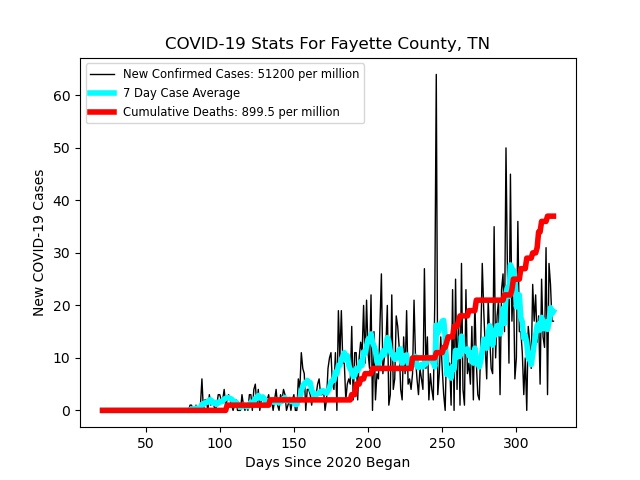 COVID-19 Stats For Fayette County, TN
New Confirmed Cases: 51200 per million
7 Day Case Average
Cumulative Deaths: 899.5 per million
New COVID-19 Cases
60
50
40
30
20
10
0
50 100 150 200 250 300
Days Since 2020 Began